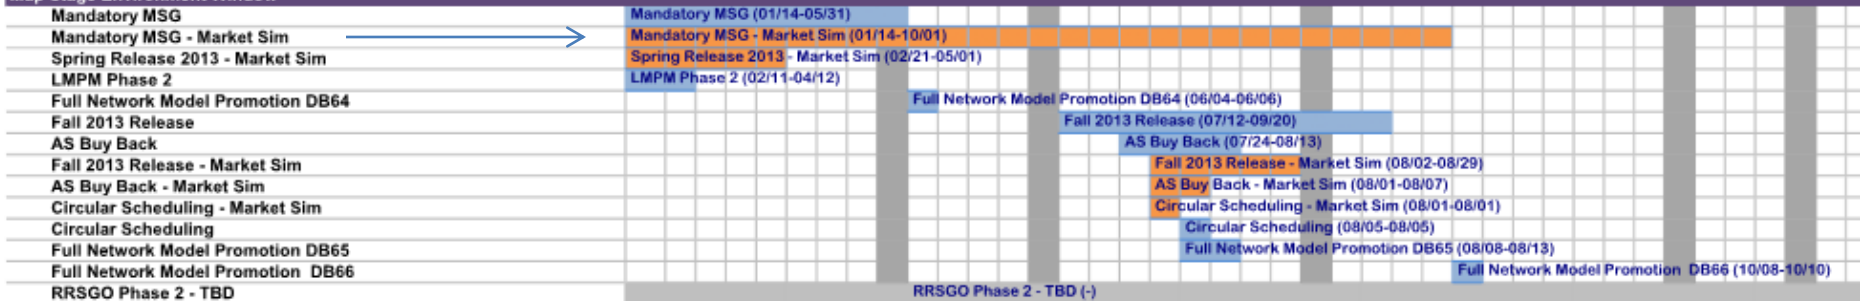 Mandatory MSG Mandatory MSG (01/14-05/31)
Mandatory MSG - Market Sim Mandatory MSG - Market Sim (01/14-10/01)
Spring Release 2013 - Market Sim Spring Release 2013 - Market Sim (02/21-05/01)
LMPM Phase 2 LMPM Phase 2 (02/11-04/12)
Full Network Model Promotion DB64 Full Network Model Promotion DB64 (06/04-06/06)
Fall 2013 Release Fall 2013 Release (07/12-09/20)
AS Buy Back AS Buy Back (07/24-08/13)
Fall 2013 Release - Market Sim Fall 2013 Release - Market Sim (08/02-08/29)
AS Buy Back - Market Sim AS Buy Back - Market Sim (08/01-08/07)
Circular Scheduling - Market Sim Circular Scheduling - Market Sim (08/01-08/01)
Circular Scheduling Circular Scheduling (08/05-08/05)
Full Network Model Promotion DB65 Full Network Model Promotion DB65 (08/08-08/13)
Full Network Model Promotion DB66 Full Network Model Promotion DB66 (10/08-10/10)
RRSGO Phase 2 - TBD RRSGO Phase 2 - TBD (-)